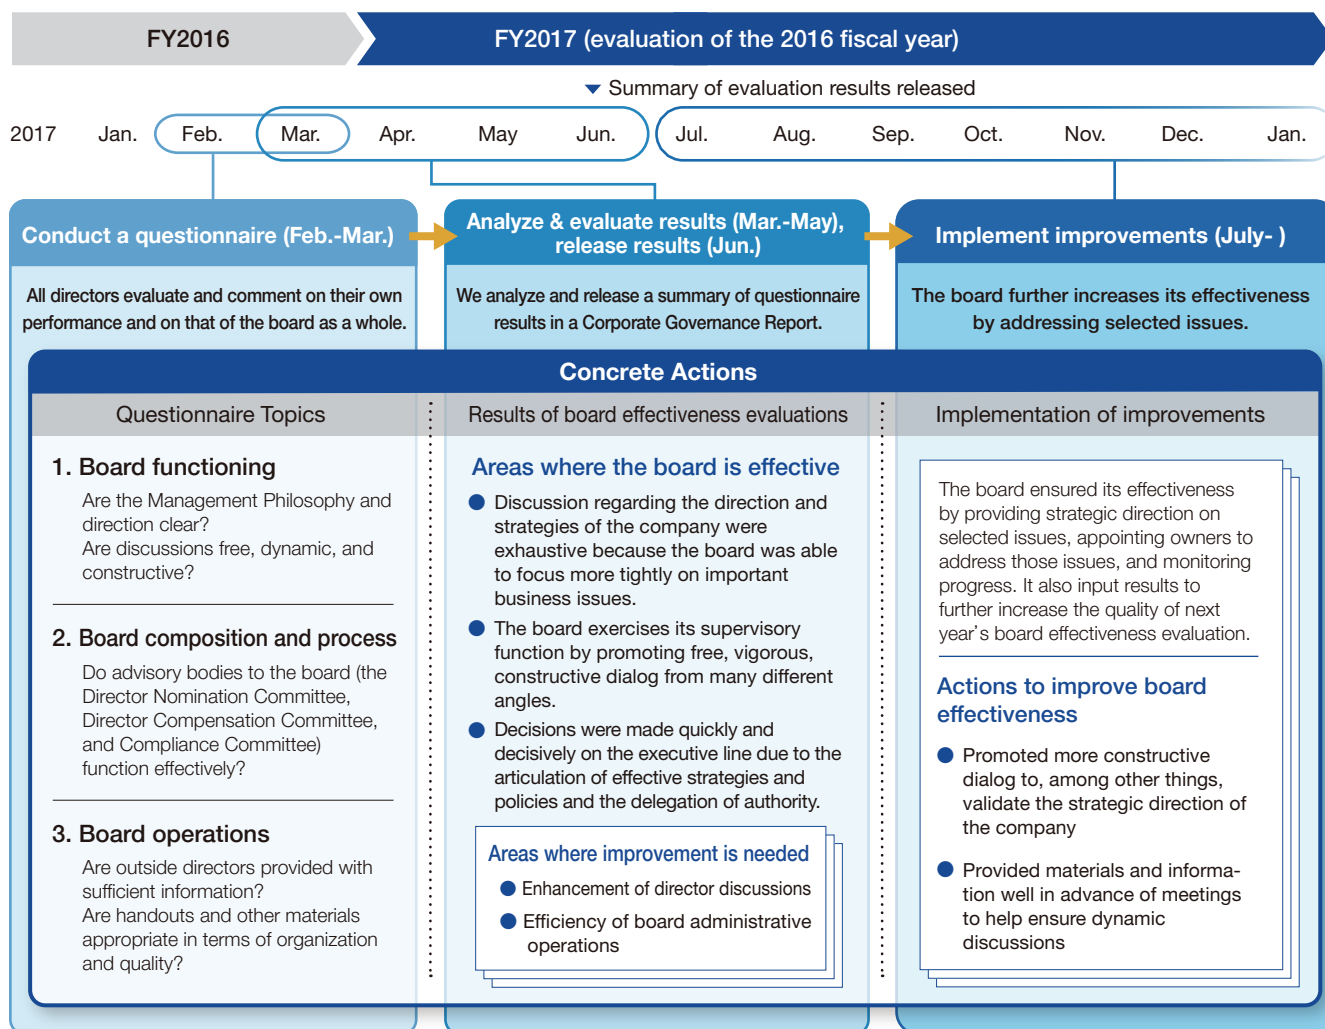 FY2016
FY2017 (evaluation of the 2016 fiscal year)
▼ Summary of evaluation results released
2017 Jan. Feb. Mar. Apr. May Jun. Jul. Aug. Sep. Oct. Nov. Dec. Jan.
Conduct a questionnaire (Feb.-Mar.)
All directors evaluate and comment on their own
performance and on that of the board as a whole.
Analyze & evaluate results (Mar.-May),
release results (Jun.)
We analyze and release a summary of questionnaire
results in a Corporate Governance Report.
Implement improvements (July- )
The board further increases its effectiveness
by addressing selected issues.
Concrete Actions
Questionnaire Topics
1. Board functioning
Are the Management Philosophy and
direction clear?
Are discussions free, dynamic, and
constructive?
2. Board composition and process
Do advisory bodies to the board (the
Director Nomination Committee,
Director Compensation Committee,
and Compliance Committee)
function effectively?
3. Board operations
Are outside directors provided with
sufficient information?
Are handouts and other materials
appropriate in terms of organization
and quality?
Results of board effectiveness evaluations
Areas where the board is effective
● Discussion regarding the direction and
strategies of the company were
exhaustive because the board was able
to focus more tightly on important
business issues.
● The board exercises its supervisory
function by promoting free, vigorous,
constructive dialog from many different
angles.
● Decisions were made quickly and
decisively on the executive line due to the
articulation of effective strategies and
policies and the delegation of authority.
Areas where improvement is needed
● Enhancement of director discussions
● Efficiency of board administrative
operations
Implementation of improvements
The board ensured its effectiveness
by providing strategic direction on
selected issues, appointing owners to
address those issues, and monitoring
progress. It also input results to
further increase the quality of next
year's board effectiveness evaluation.
Actions to improve board
effectiveness
● Promoted more constructive
dialog to, among other things,
validate the strategic direction of
the company
● Provided materials and informa-
tion well in advance of meetings
to help ensure dynamic
discussions